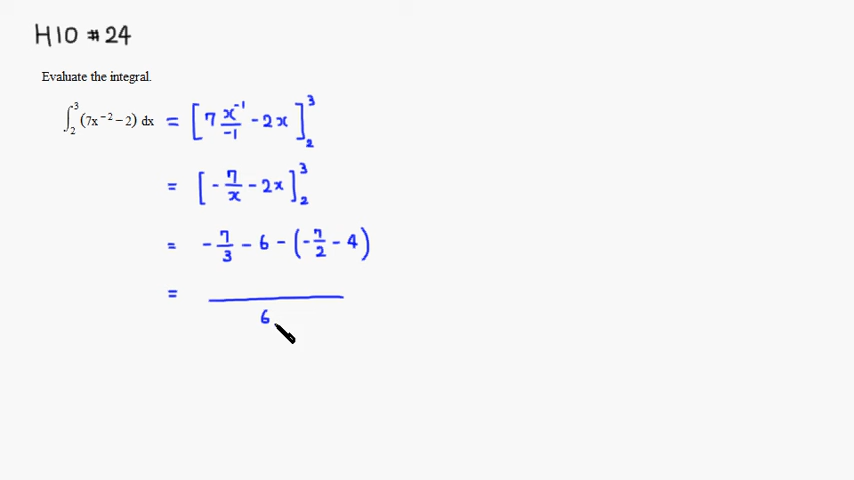 H10 #24
Evaluate the integral.
∫₂³ (7x⁻² – 2) dx = [7 x⁻¹/-1 - 2x]₂³
= [-7/x - 2x]₂³
= -7/3 - 6 - (-7/2 - 4)
= ―/6